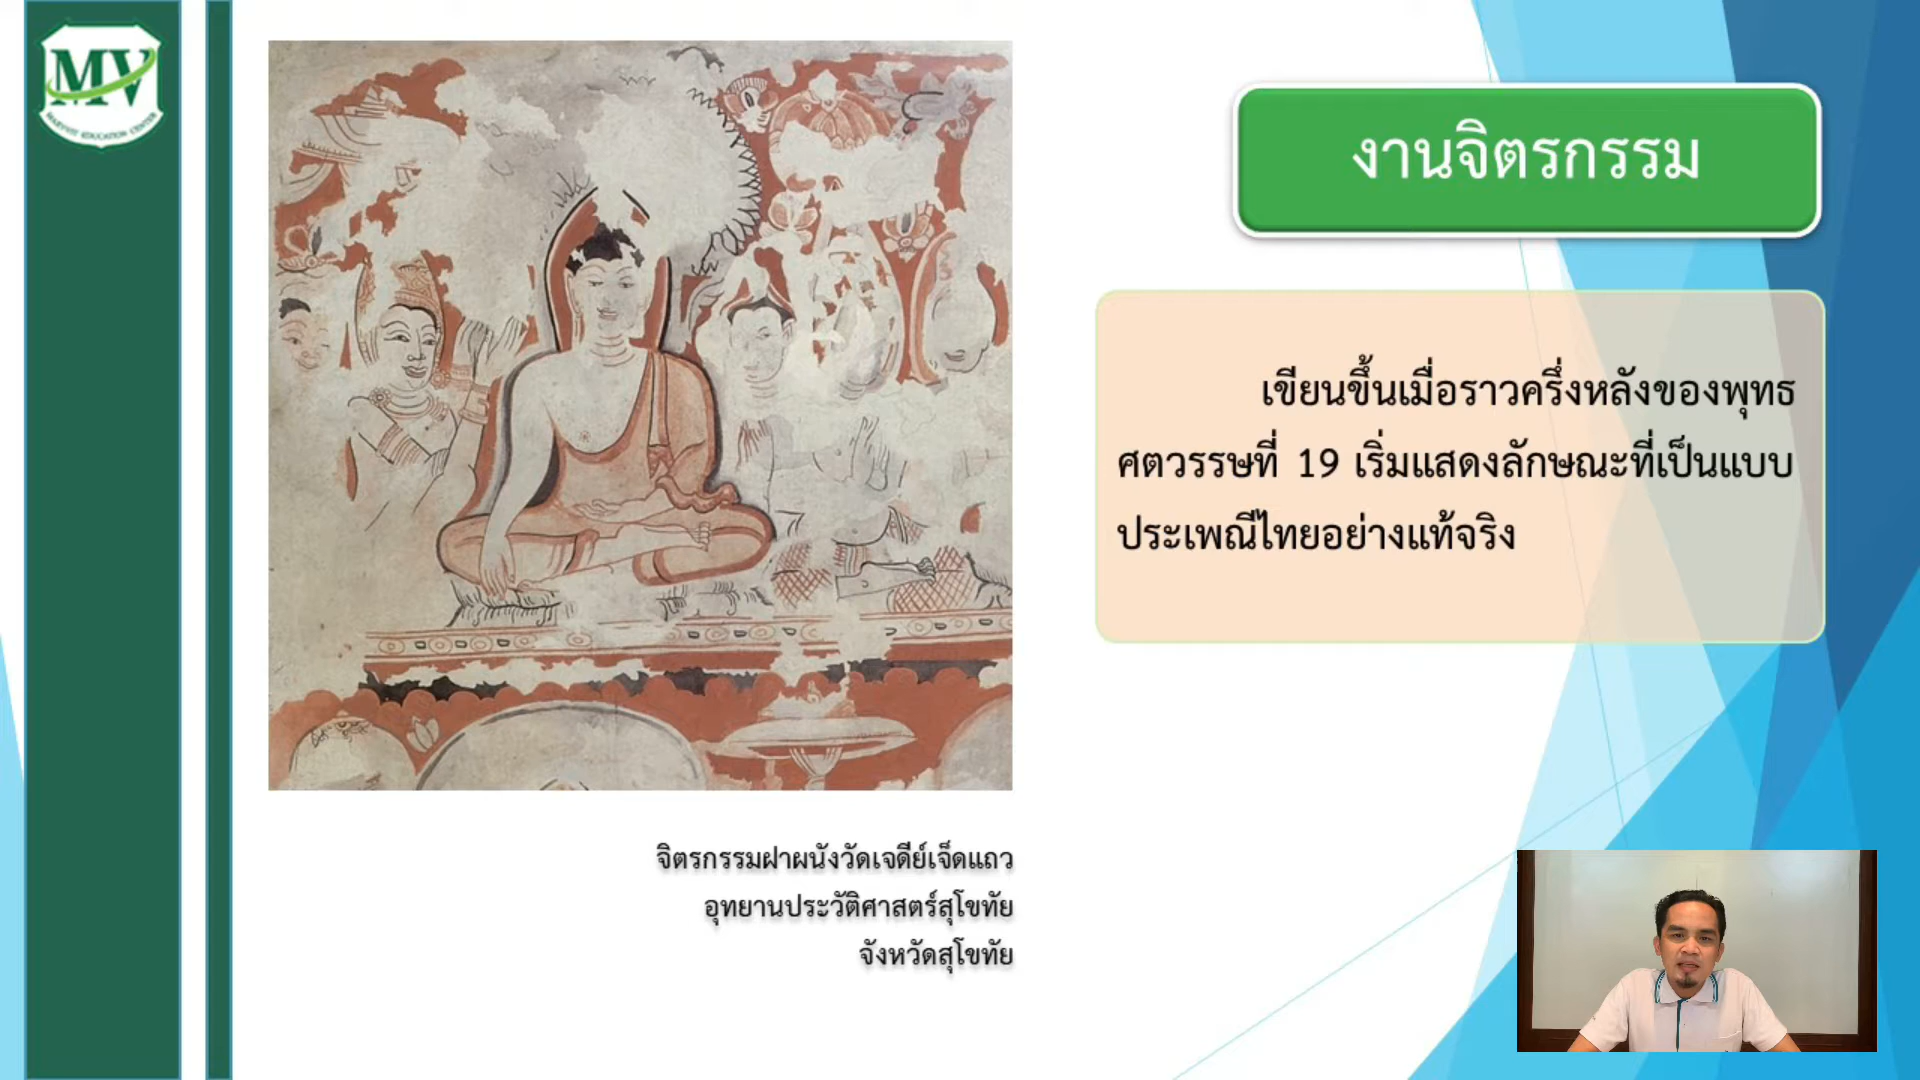 MV
MARYVIT EDUCATION CENTER
งานจิตรกรรม
เขียนขึ้นเมื่อราวครึ่งหลังของพุทธ
ศตวรรษที่ 19 เริ่มแสดงลักษณะที่เป็นแบบ
ประเพณีไทยอย่างแท้จริง
จิตรกรรมฝาผนังวัดเจดีย์เจ็ดแถว
อุทยานประวัติศาสตร์สุโขทัย
จังหวัดสุโขทัย